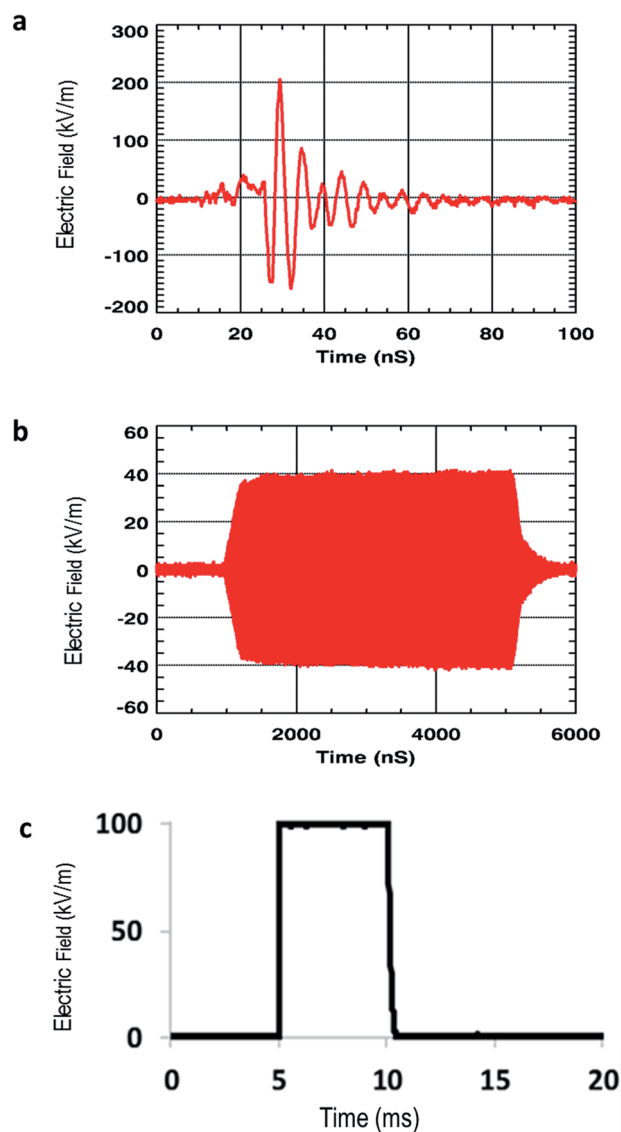 a
300
200
100
0
-100
-200
Electric Field (kV/m)
0 20 40 60 80 100
Time (nS)
b
60
40
20
0
-20
-40
-60
Electric Field (kV/m)
0 2000 4000 6000
Time (nS)
c
100
50
0
Electric Field (kV/m)
0 5 10 15 20
Time (ms)